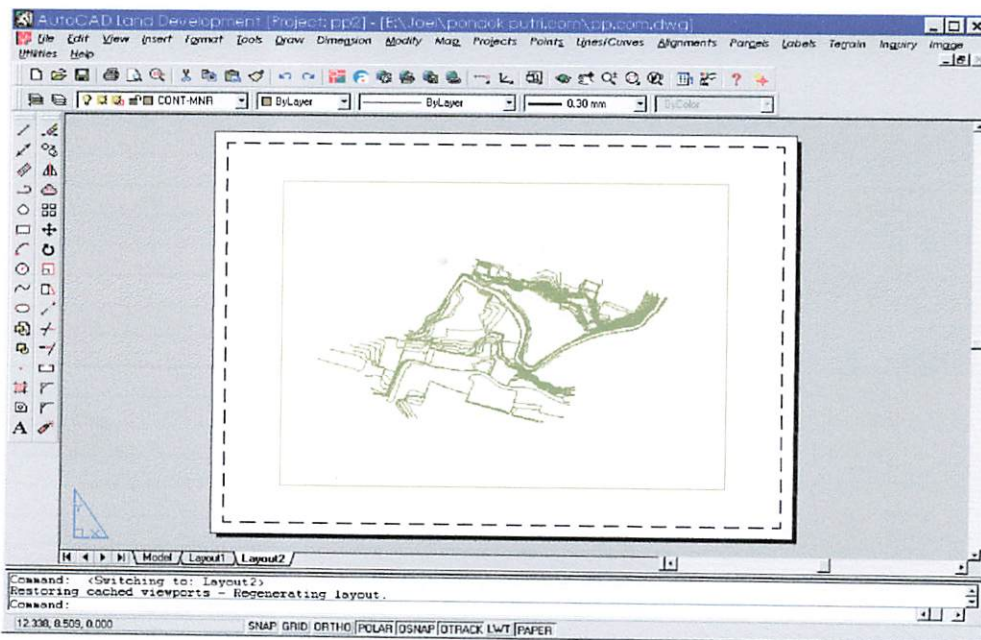 AutoCAD Land Development [Project: pp2] - [E:\Joel\pondok putri.com\pp.com.dwg]
File Edit View Insert Format Tools Draw Dimension Modify Map Projects Points Lines/Curves Alignments Parcels Labels Terrain Inquiry Image
Utilities Help
CONT-MNR ByLayer ByLayer 0.30 mm ByColor
A
Model Layout1 Layout2
Command: <Switching to: Layout2>
Restoring cached viewports - Regenerating layout.
Command:
12.338, 8.509, 0.000 SNAP GRID ORTHO POLAR OSNAP OTRACK LWT PAPER